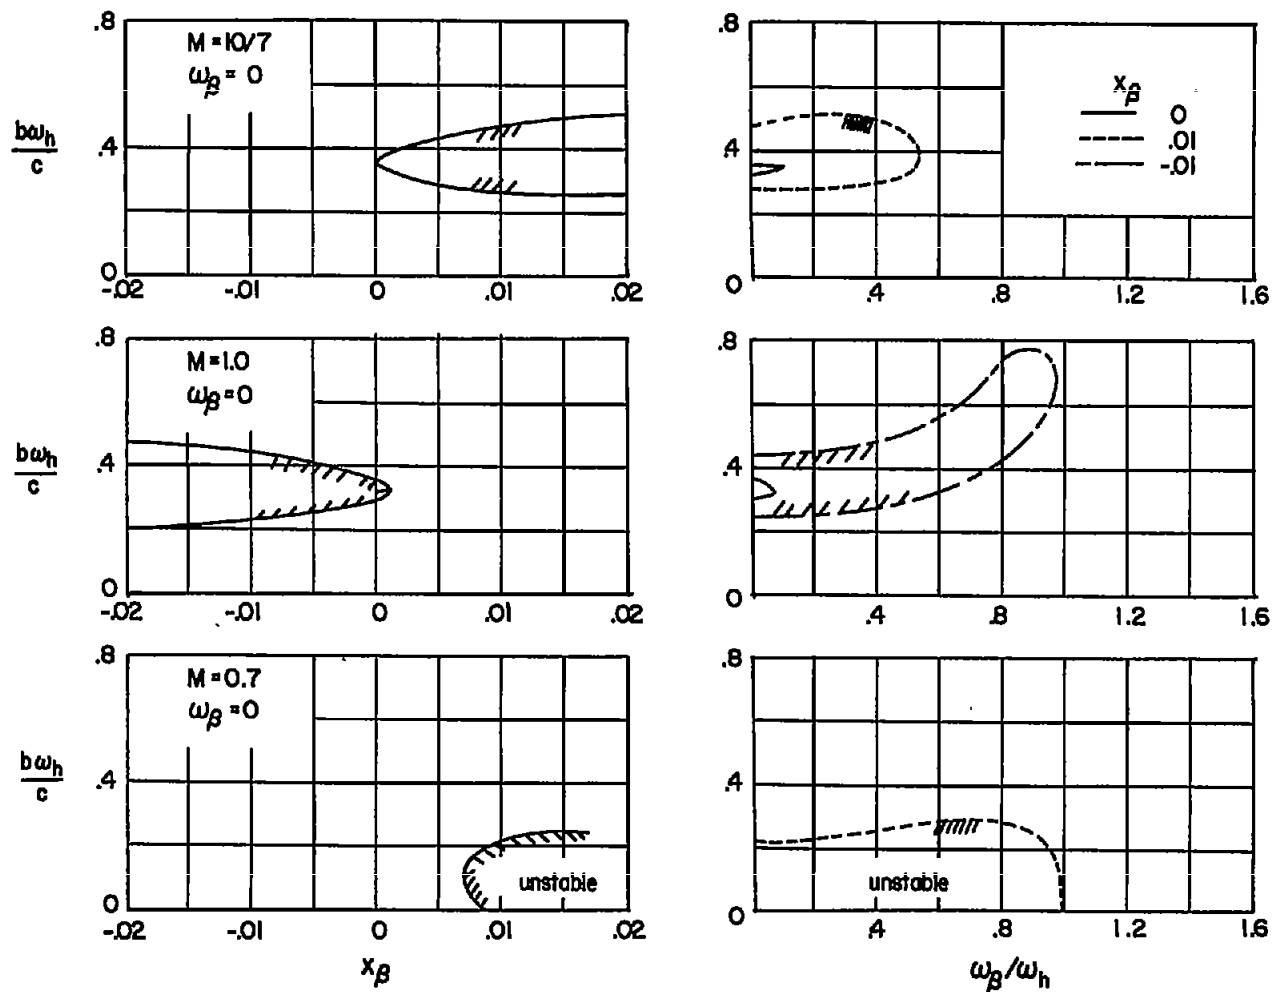 .8
M = 10/7
ω_β = 0
bω_h
c
.4
0
-.02
-.01
0
.01
.02
.8
x_β
0
.01
-.01
.4
0
.4
.8
1.2
1.6
.8
M = 1.0
ω_β = 0
bω_h
c
.4
0
-.02
-.01
0
.01
.02
.8
.4
0
.4
.8
1.2
1.6
.8
M = 0.7
ω_β = 0
bω_h
c
.4
unstable
0
-.02
-.01
0
.01
.02
x_β
.8
.4
unstable
0
.4
.8
1.2
1.6
ω_β/ω_h